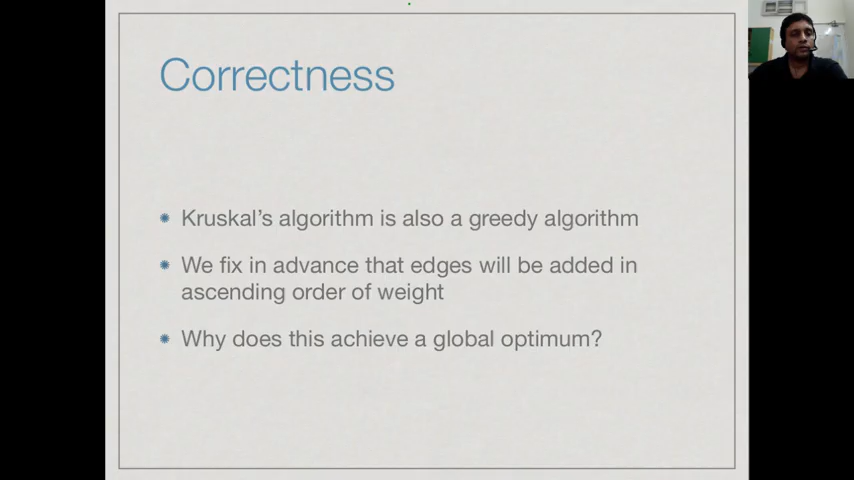 Correctness
Kruskal's algorithm is also a greedy algorithm
We fix in advance that edges will be added in
ascending order of weight
Why does this achieve a global optimum?